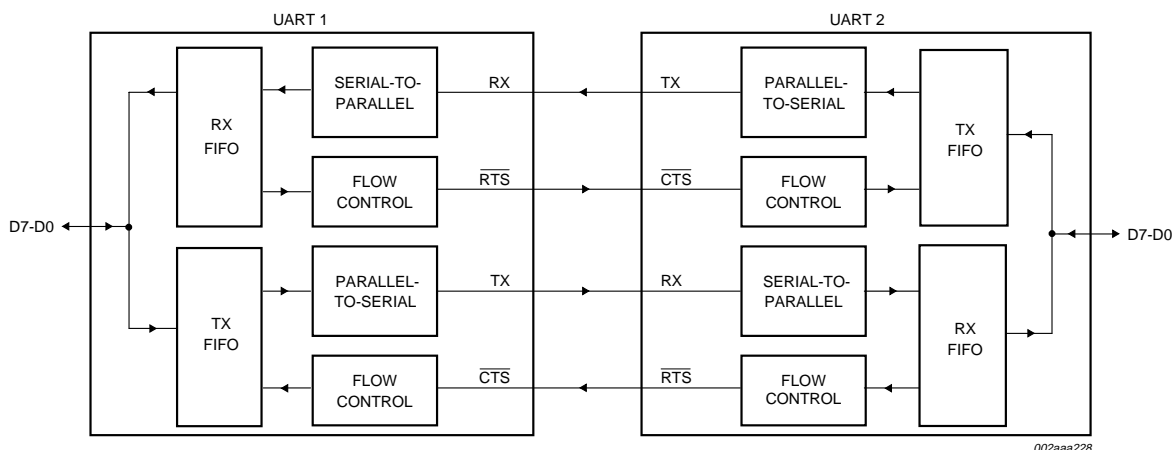 UART 1
UART 2
RX
FIFO
SERIAL-TO-
PARALLEL
RX
TX
PARALLEL-
TO-SERIAL
TX
FIFO
FLOW
CONTROL
RTS
CTS
FLOW
CONTROL
D7-D0
D7-D0
TX
FIFO
PARALLEL-
TO-SERIAL
TX
RX
SERIAL-TO-
PARALLEL
RX
FIFO
FLOW
CONTROL
CTS
RTS
FLOW
CONTROL
002aaa228